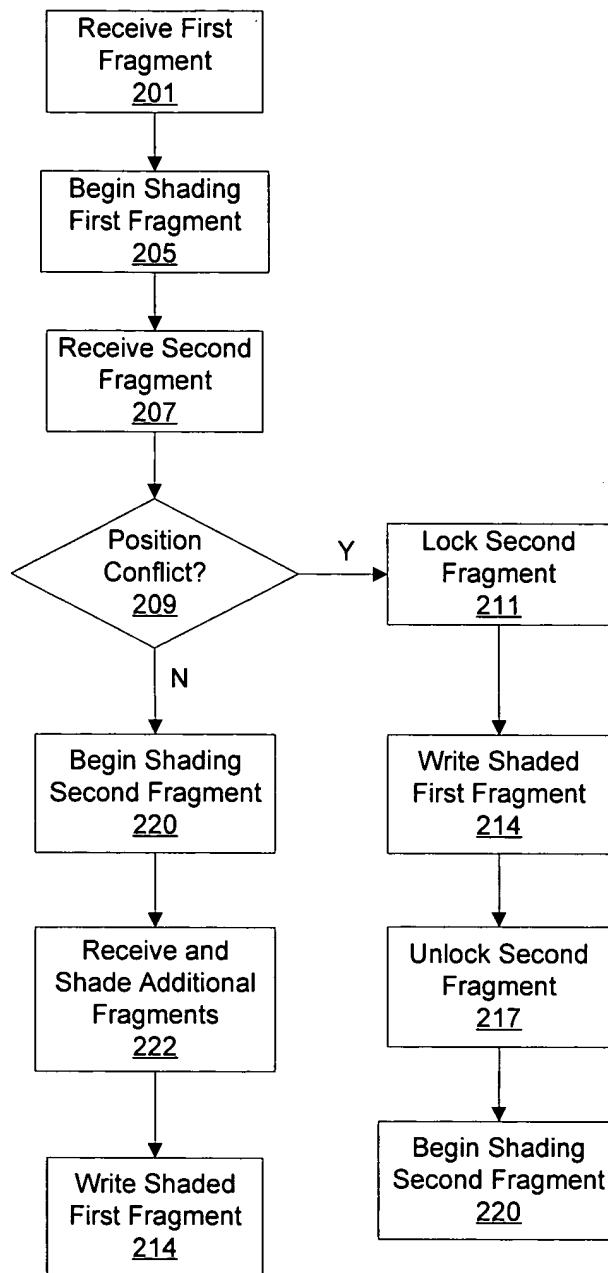 Receive First
Fragment
201
Begin Shading
First Fragment
205
Receive Second
Fragment
207
Position
Conflict?
209
Y
Lock Second
Fragment
211
N
Begin Shading
Second Fragment
220
Write Shaded
First Fragment
214
Receive and
Shade Additional
Fragments
222
Unlock Second
Fragment
217
Write Shaded
First Fragment
214
Begin Shading
Second Fragment
220